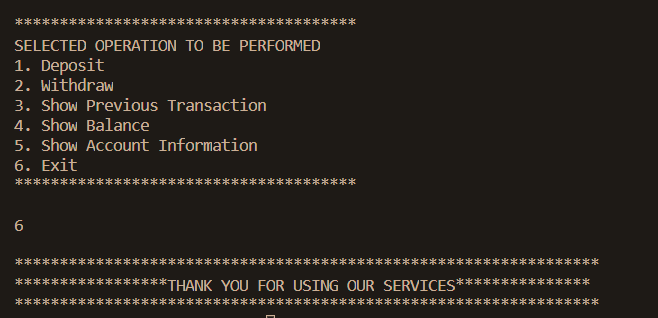 **************************************
SELECTED OPERATION TO BE PERFORMED
1. Deposit
2. Withdraw
3. Show Previous Transaction
4. Show Balance
5. Show Account Information
6. Exit
**************************************
6
*****************************************************************
*****************THANK YOU FOR USING OUR SERVICES***************
*****************************************************************